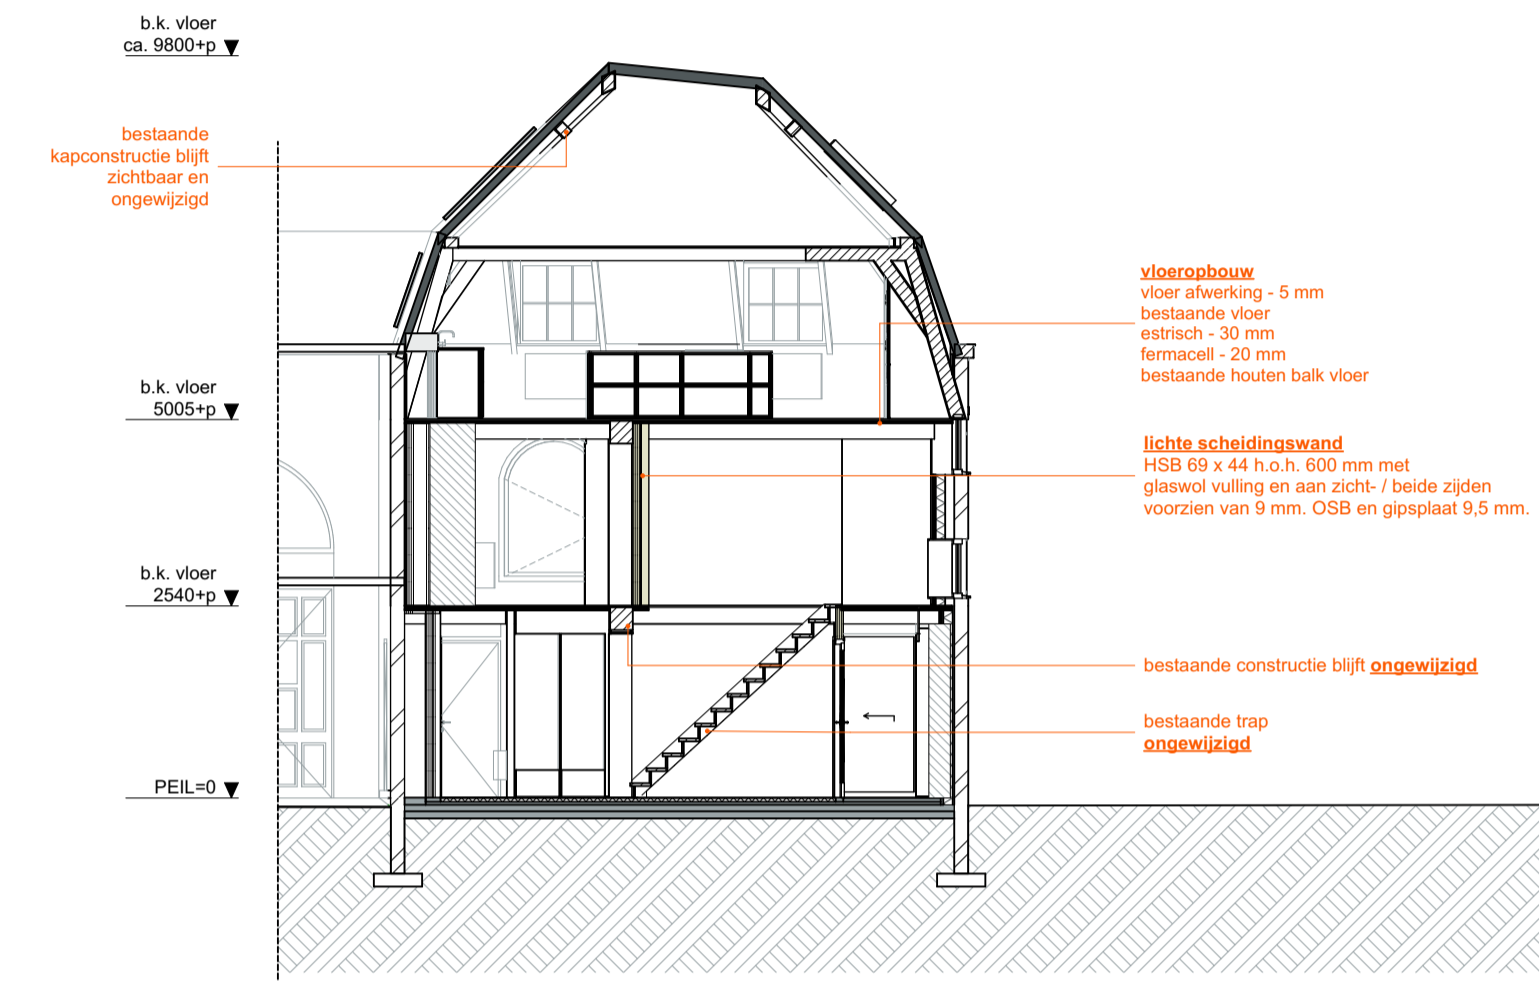 b.k. vloer
ca. 9800+p
bestaande
kapconstructie blijft
zichtbaar en
ongewijzigd
vloeropbouw
vloer afwerking - 5 mm
bestaande vloer
estrisch - 30 mm
fermacell - 20 mm
bestaande houten balk vloer
b.k. vloer
5005+p
lichte scheidingswand
HSB 69 x 44 h.o.h. 600 mm met
glaswol vulling en aan zicht- / beide zijden
voorzien van 9 mm. OSB en gipsplaat 9,5 mm.
b.k. vloer
2540+p
bestaande constructie blijft ongewijzigd
bestaande trap
ongewijzigd
PEIL=0